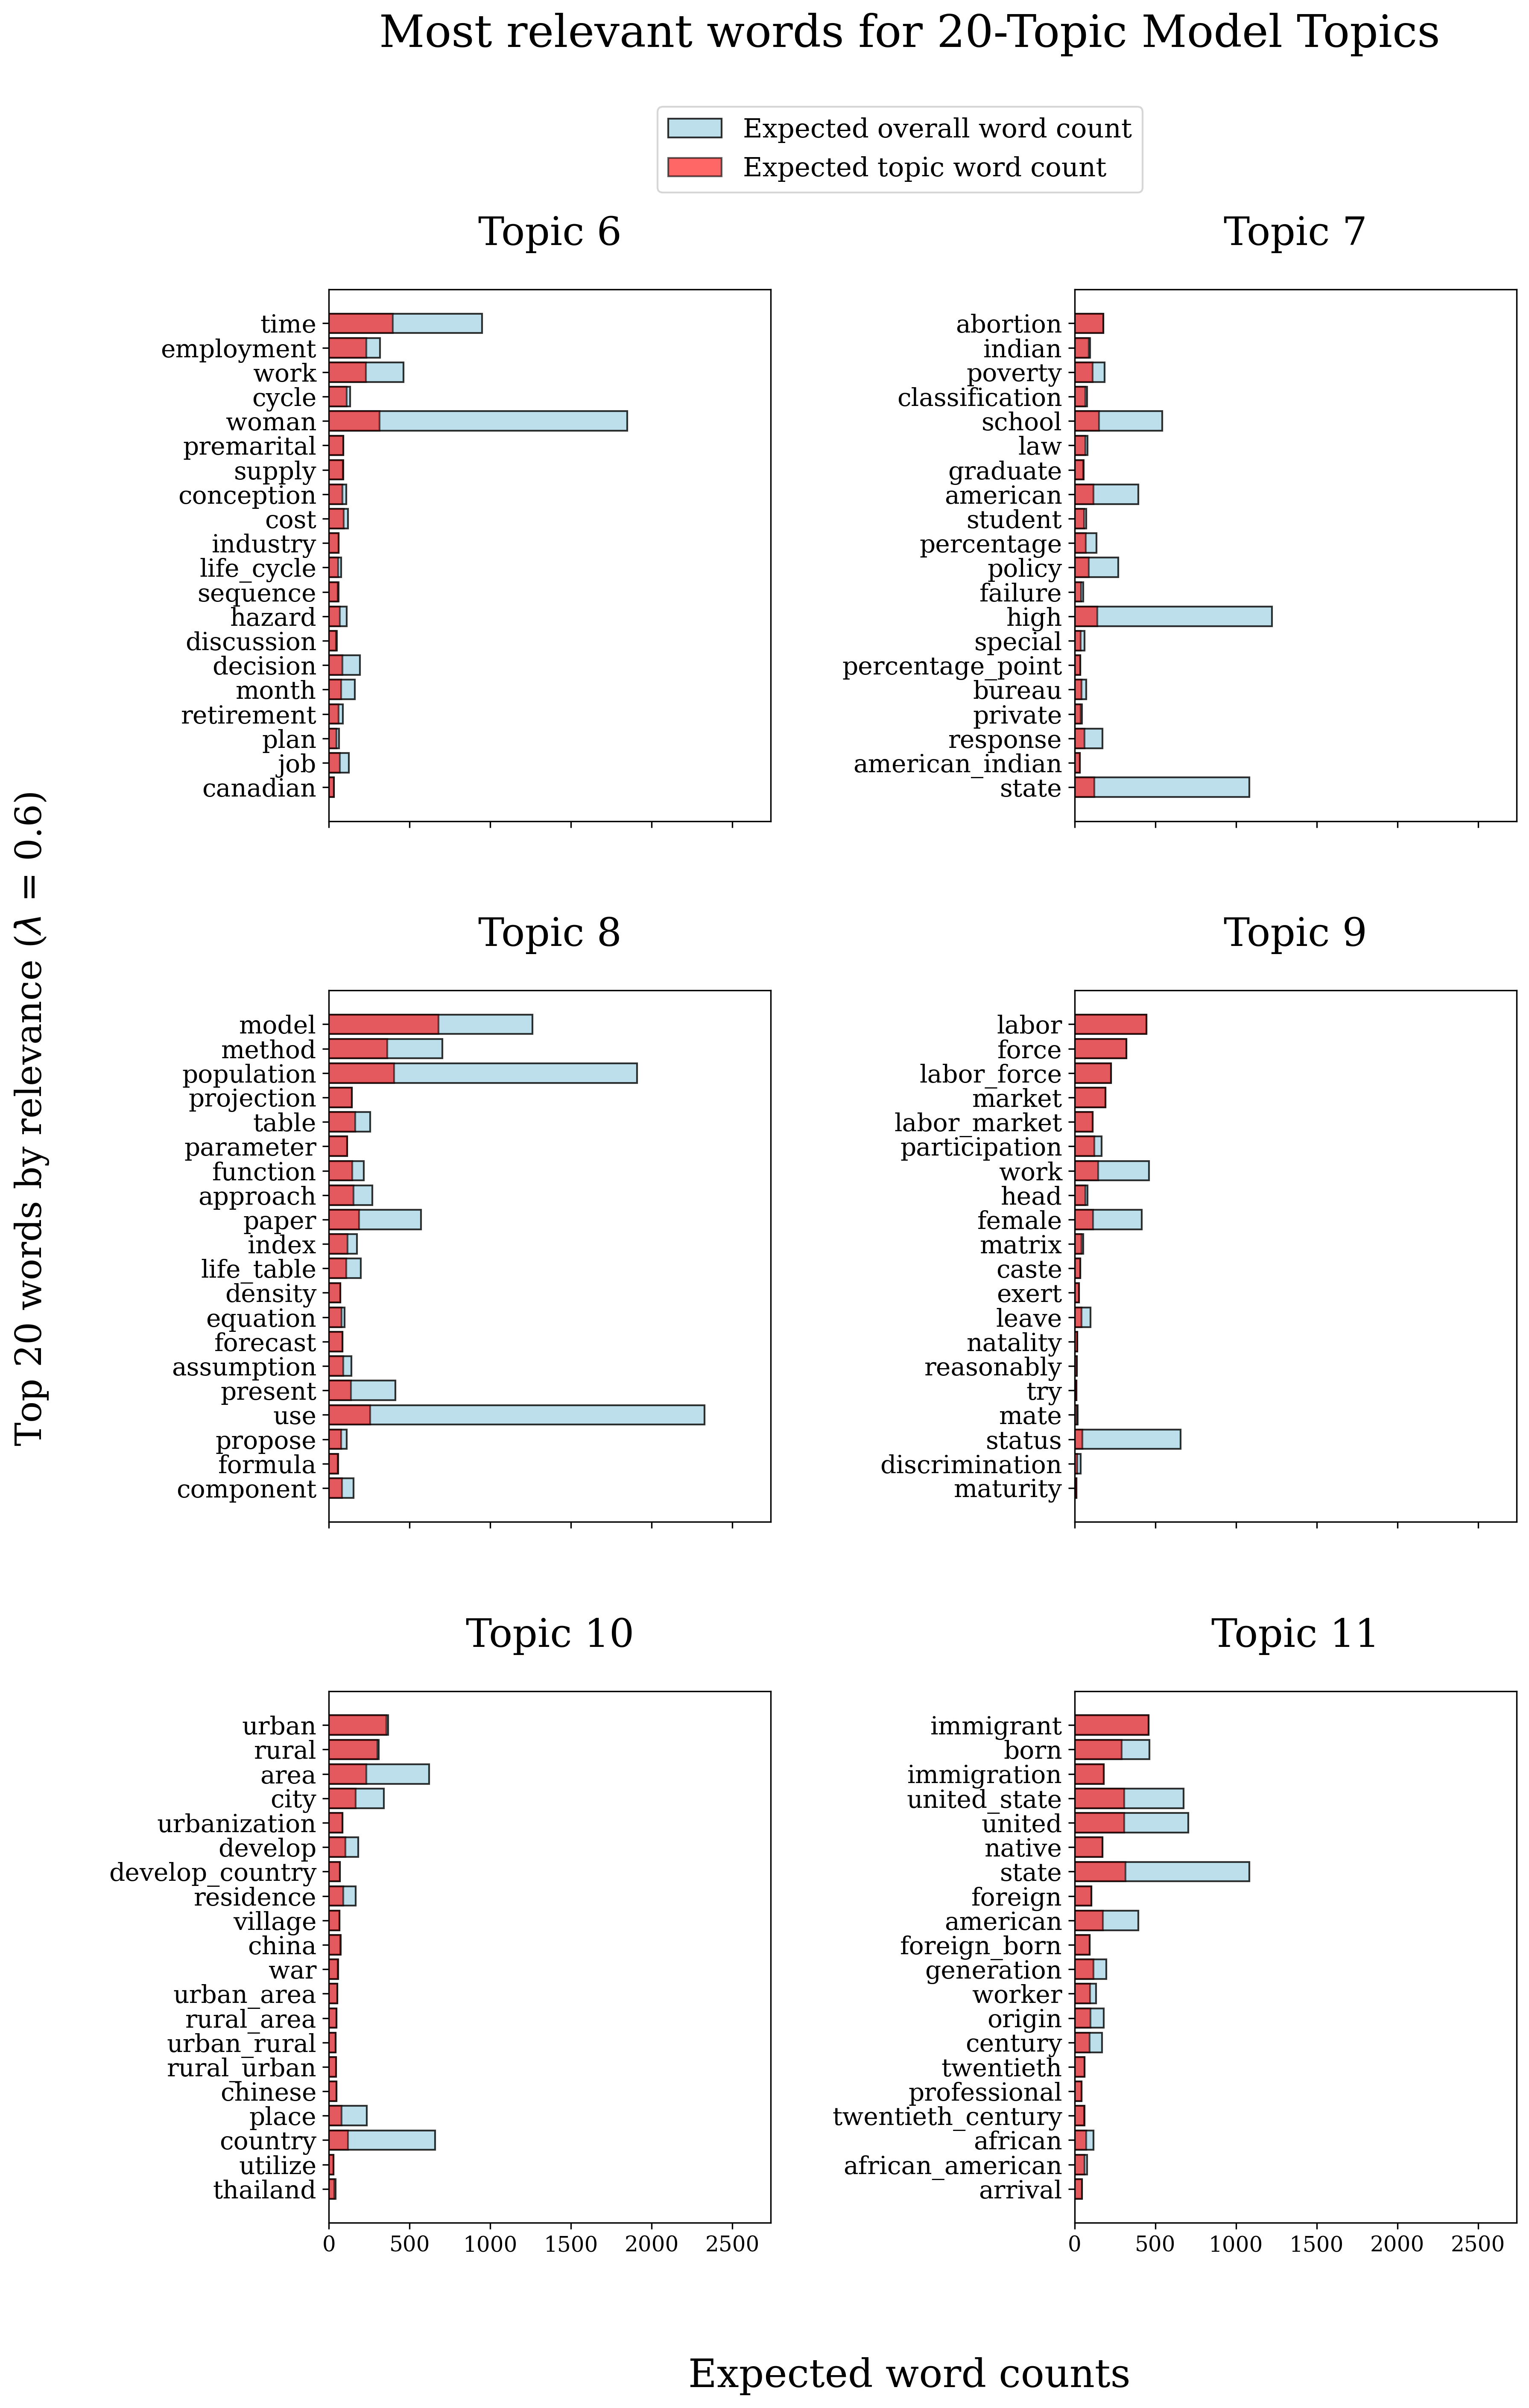 Most relevant words for 20-Topic Model Topics
Expected overall word count
Expected topic word count
Top 20 words by relevance (λ = 0.6)
Topic 6
time
employment
work
cycle
woman
premarital
supply
conception
cost
industry
life_cycle
sequence
hazard
discussion
decision
month
retirement
plan
job
canadian
Topic 7
abortion
indian
poverty
classification
school
law
graduate
american
student
percentage
policy
failure
high
special
percentage_point
bureau
private
response
american_indian
state
Topic 8
model
method
population
projection
table
parameter
function
approach
paper
index
life_table
density
equation
forecast
assumption
present
use
propose
formula
component
Topic 9
labor
force
labor_force
market
labor_market
participation
work
head
female
matrix
caste
exert
leave
natality
reasonably
try
mate
status
discrimination
maturity
Topic 10
urban
rural
area
city
urbanization
develop
develop_country
residence
village
china
war
urban_area
rural_area
urban_rural
rural_urban
chinese
place
country
utilize
thailand
0 500 1000 1500 2000 2500
Topic 11
immigrant
born
immigration
united_state
united
native
state
foreign
american
foreign_born
generation
worker
origin
century
twentieth
professional
twentieth_century
african
african_american
arrival
0 500 1000 1500 2000 2500
Expected word counts